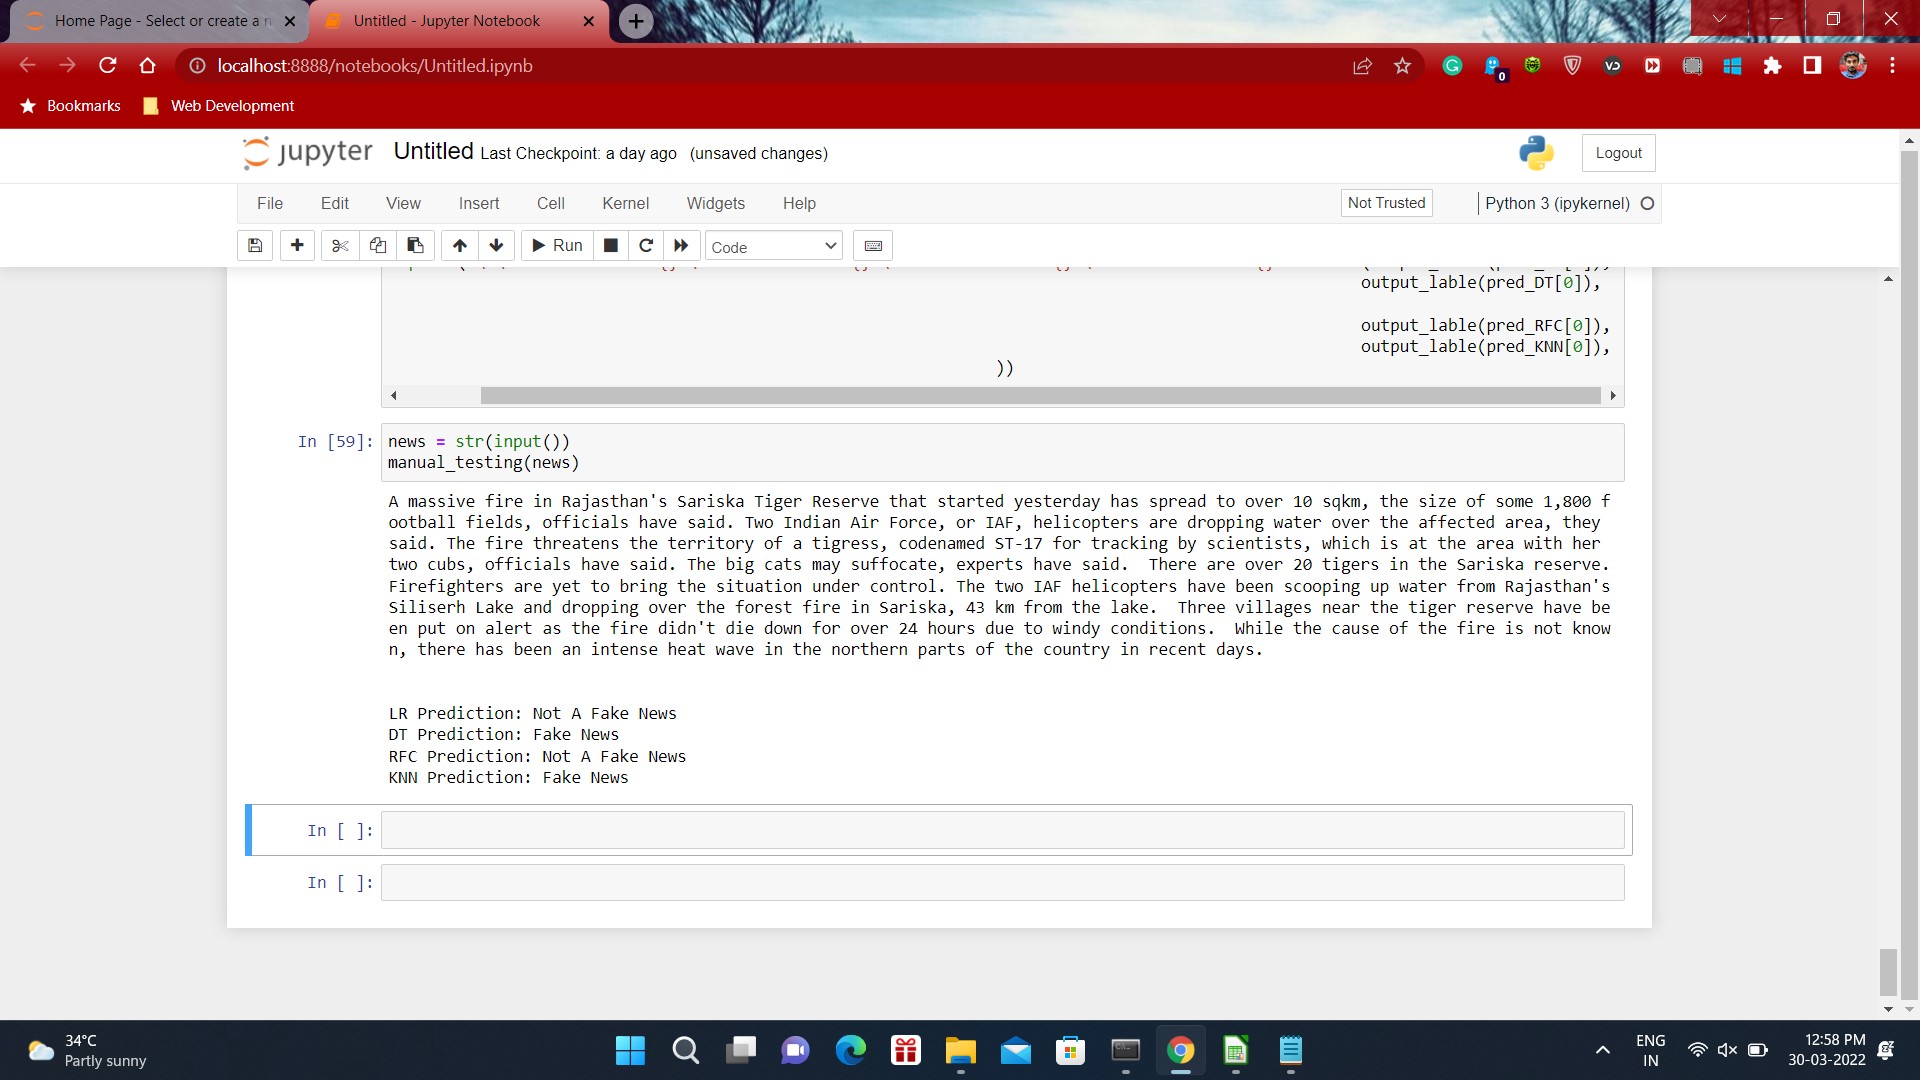 Home Page - Select or create a n
Untitled - Jupyter Notebook
localhost:8888/notebooks/Untitled.ipynb
0
Bookmarks
Web Development
jupyter Untitled Last Checkpoint: a day ago (unsaved changes)
Logout
File Edit View Insert Cell Kernel Widgets Help
Not Trusted
Python 3 (ipykernel)
Run
Code
output_lable(pred_DT[0]),
output_lable(pred_RFC[0]),
output_lable(pred_KNN[0]),
))
In [59]: news = str(input())
manual_testing(news)
A massive fire in Rajasthan's Sariska Tiger Reserve that started yesterday has spread to over 10 sqkm, the size of some 1,800 f
ootball fields, officials have said. Two Indian Air Force, or IAF, helicopters are dropping water over the affected area, they
said. The fire threatens the territory of a tigress, codenamed ST-17 for tracking by scientists, which is at the area with her
two cubs, officials have said. The big cats may suffocate, experts have said.  There are over 20 tigers in the Sariska reserve.
Firefighters are yet to bring the situation under control. The two IAF helicopters have been scooping up water from Rajasthan's
Siliserh Lake and dropping over the forest fire in Sariska, 43 km from the lake.  Three villages near the tiger reserve have be
en put on alert as the fire didn't die down for over 24 hours due to windy conditions.  While the cause of the fire is not know
n, there has been an intense heat wave in the northern parts of the country in recent days.
LR Prediction: Not A Fake News
DT Prediction: Fake News
RFC Prediction: Not A Fake News
KNN Prediction: Fake News
In [ ]:
In [ ]:
34°C
Partly sunny
ENG
IN
12:58 PM
30-03-2022